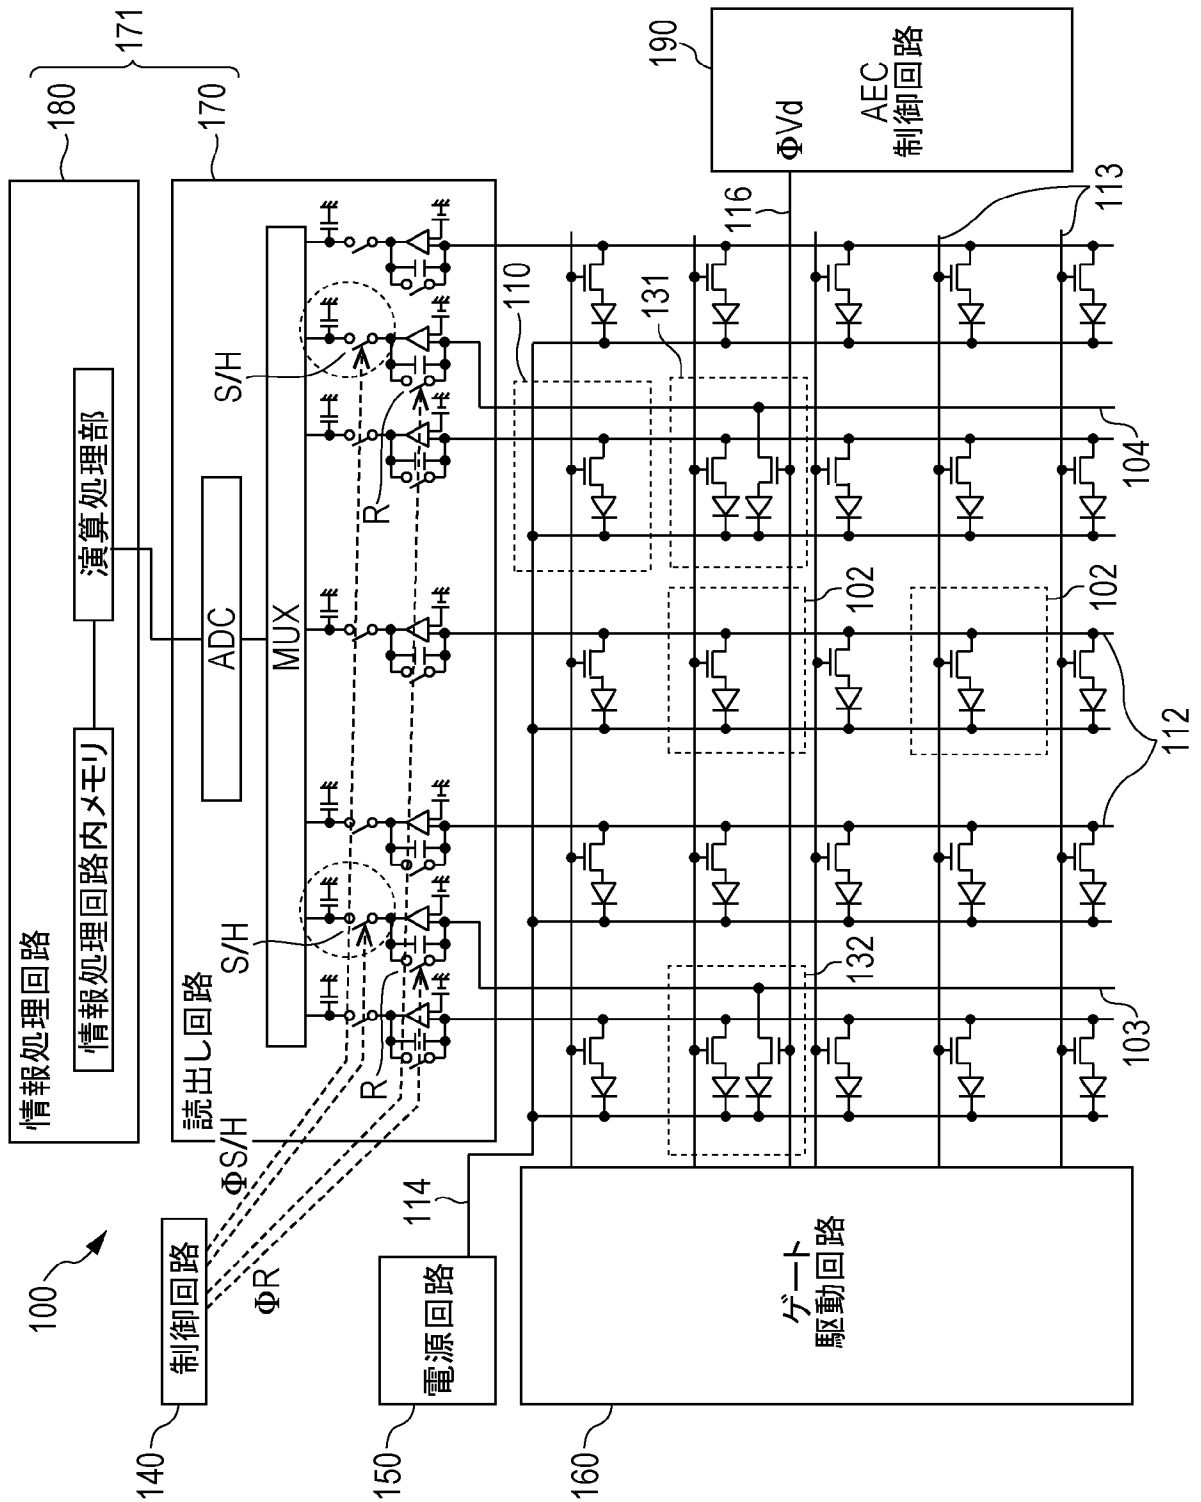 100
171
180
170
情報処理回路
情報処理回路内メモリ
演算処理部
読出し回路
ADC
MUX
S/H
S/H
R
R
140
制御回路
ΦS/H
ΦR
150
電源回路
114
160
ゲート
駆動回路
190
AEC
制御回路
ΦVd
116
110
131
132
102
102
103
104
112
113